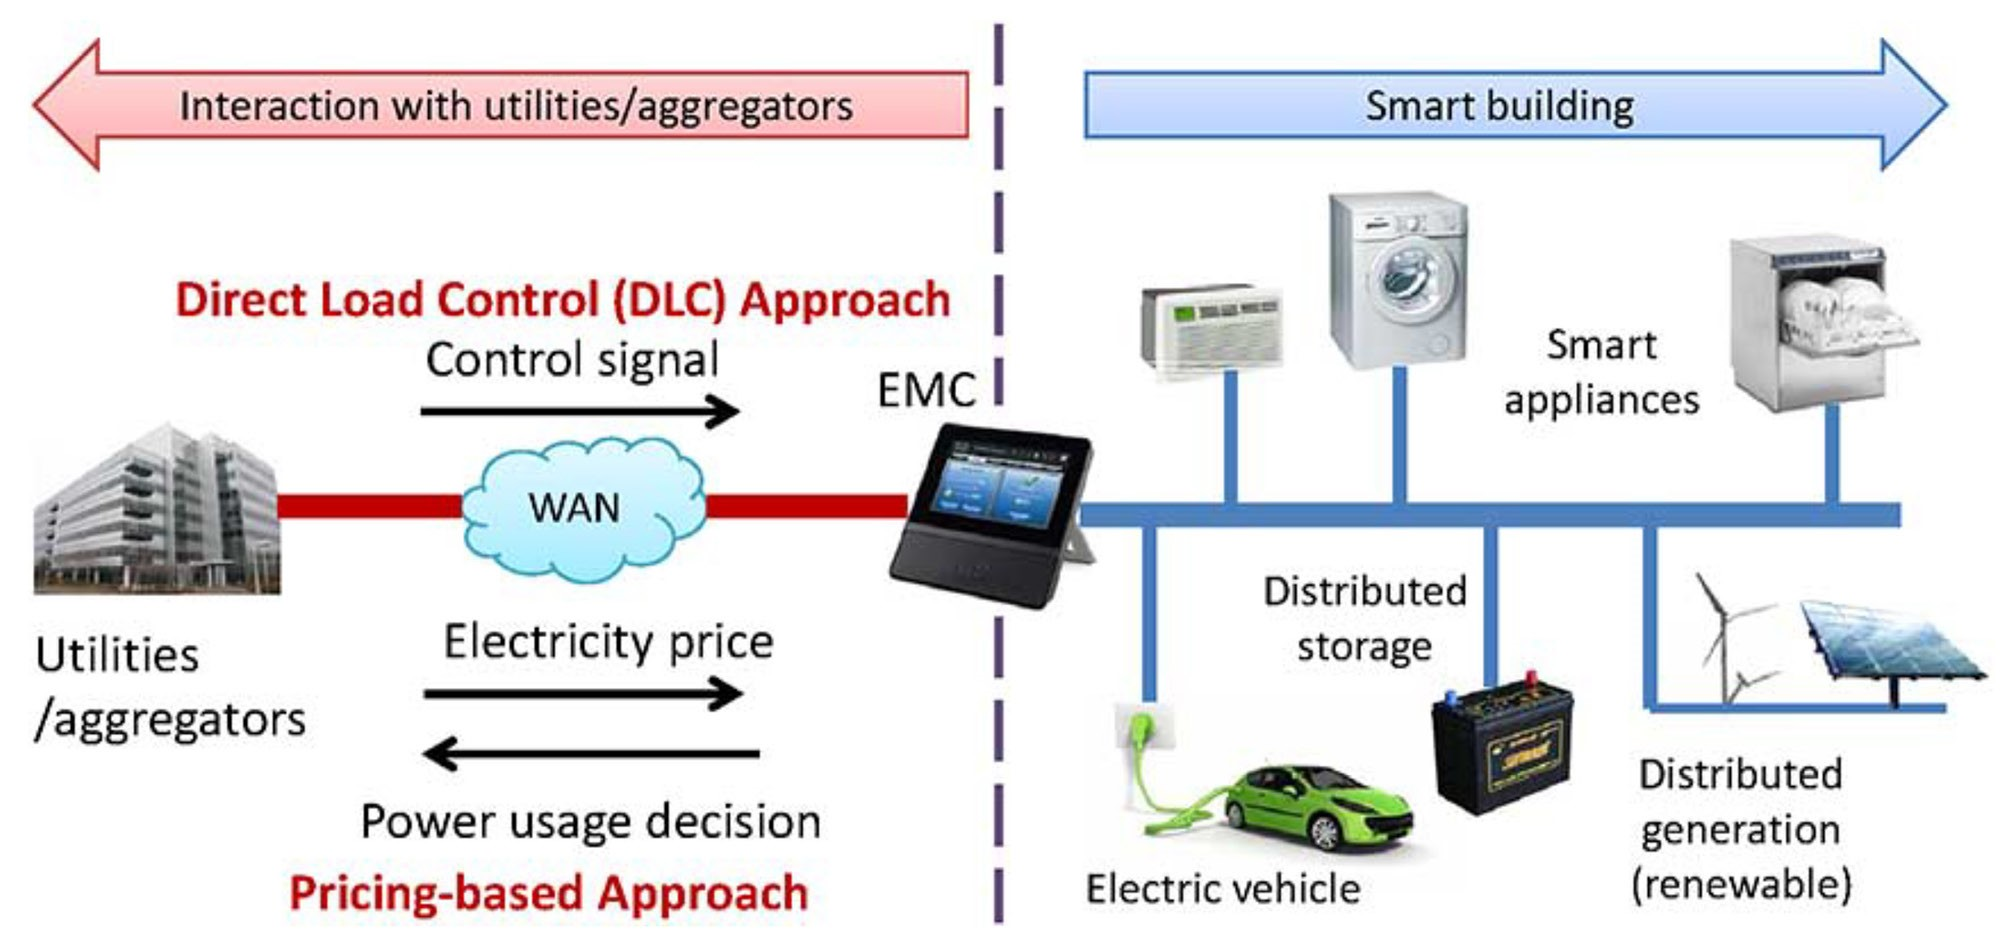 Interaction with utilities/aggregators
Smart building
Direct Load Control (DLC) Approach
Control signal
EMC
WAN
Utilities
/aggregators
Electricity price
Power usage decision
Pricing-based Approach
Smart
appliances
Distributed
storage
Electric vehicle
Distributed
generation
(renewable)